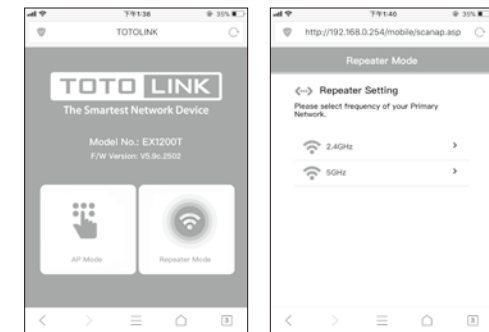 下午1:38
35%
TOTOLINK
TOTO LINK
The Smartest Network Device
Model No.: EX1200T
F/W Version: V5.9c.2502
AP Mode
Repeater Mode
3
下午1:40
35%
http://192.168.0.254/mobile/scanap.asp
Repeater Mode
Repeater Setting
Please select frequency of your Primary
Network.
2.4GHz
5GHz
3